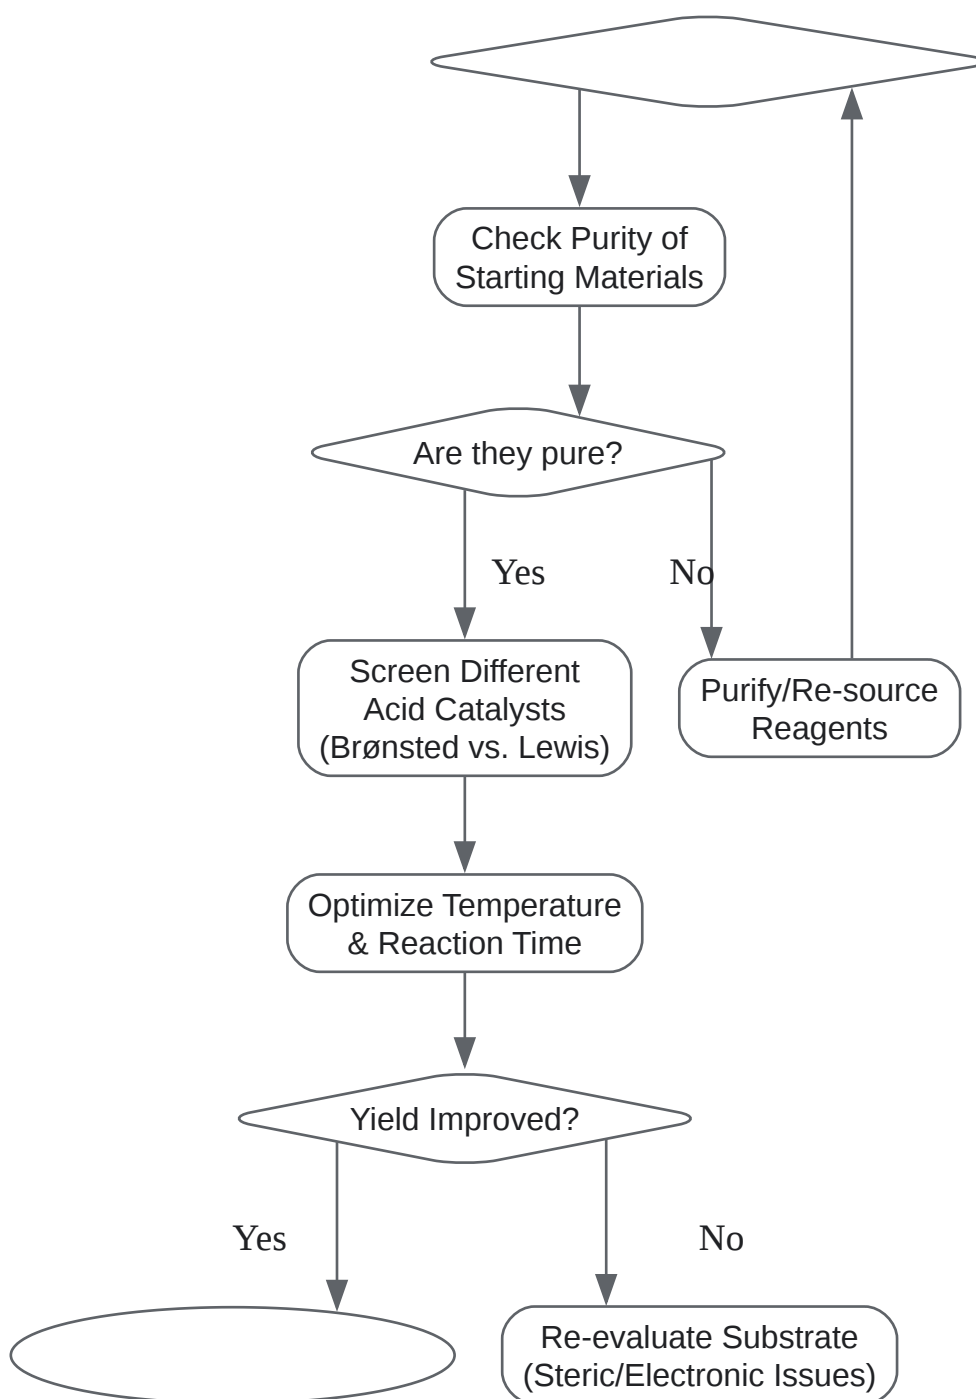 Check Purity of
Starting Materials
Are they pure?
Yes
No
Screen Different
Acid Catalysts
(Brønsted vs. Lewis)
Purify/Re-source
Reagents
Optimize Temperature
& Reaction Time
Yield Improved?
Yes
No
Re-evaluate Substrate
(Steric/Electronic Issues)